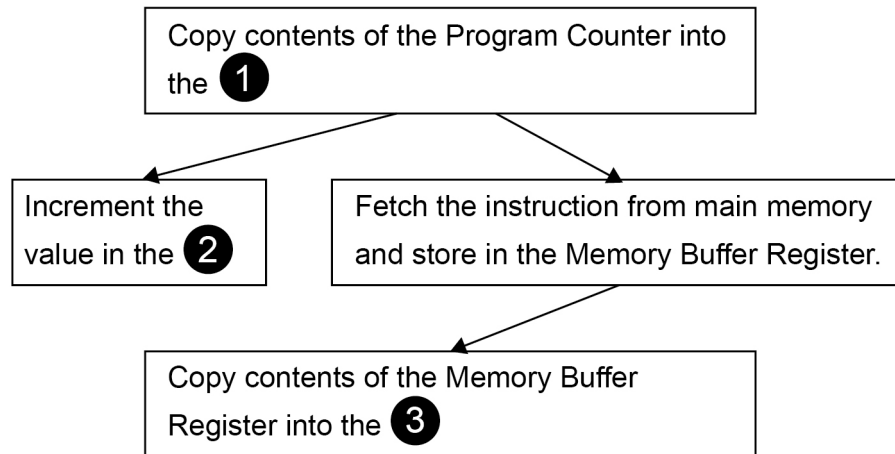 Copy contents of the Program Counter into
the 1
Increment the
value in the 2
Fetch the instruction from main memory
and store in the Memory Buffer Register.
Copy contents of the Memory Buffer
Register into the 3